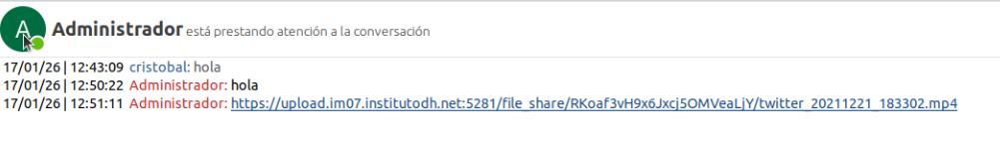 A Administrador está prestando atención a la conversación
17/01/26 | 12:43:09 cristobal: hola
17/01/26 | 12:50:22 Administrador: hola
17/01/26 | 12:51:11 Administrador: https://upload.im07.institutodh.net:5281/file_share/RKoaf3vH9x6Jxcj5OMVeaLjY/twitter_20211221_183302.mp4